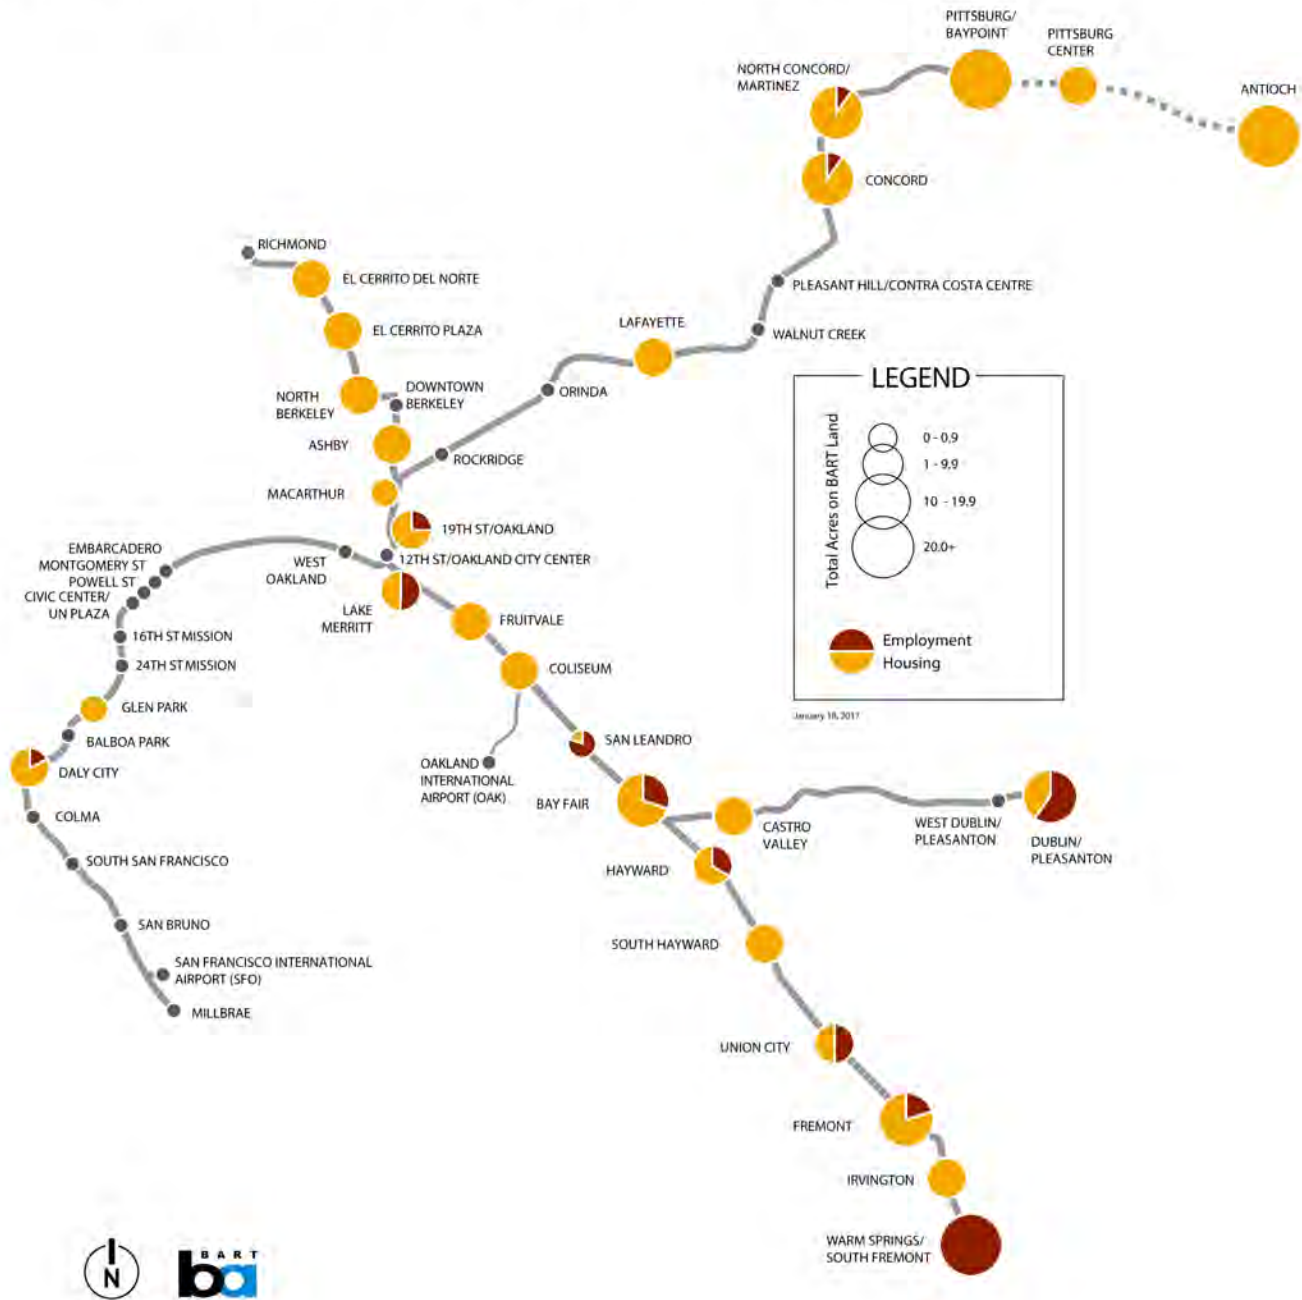 PITTSBURG/
BAYPOINT
PITTSBURG
CENTER
NORTH CONCORD/
MARTINEZ
ANTIOCH
CONCORD
RICHMOND
EL CERRITO DEL NORTE
PLEASANT HILL/CONTRA COSTA CENTRE
EL CERRITO PLAZA
LAFAYETTE
WALNUT CREEK
NORTH
BERKELEY
DOWNTOWN
BERKELEY
ORINDA
ASHBY
ROCKRIDGE
MACARTHUR
19TH ST/OAKLAND
12TH ST/OAKLAND CITY CENTER
EMBARCADERO
MONTGOMERY ST
POWELL ST
CIVIC CENTER/
UN PLAZA
WEST
OAKLAND
LAKE
MERRITT
16TH ST MISSION
24TH ST MISSION
FRUITVALE
COLISEUM
GLEN PARK
BALBOA PARK
DALY CITY
COLMA
SOUTH SAN FRANCISCO
SAN BRUNO
SAN FRANCISCO INTERNATIONAL
AIRPORT (SFO)
MILLBRAE
OAKLAND
INTERNATIONAL
AIRPORT (OAK)
SAN LEANDRO
BAY FAIR
CASTRO
VALLEY
WEST DUBLIN/
PLEASANTON
DUBLIN/
PLEASANTON
HAYWARD
SOUTH HAYWARD
UNION CITY
FREMONT
IRVINGTON
WARM SPRINGS/
SOUTH FREMONT
LEGEND
Total Acres on BART Land
0 - 0.9
1 - 9.9
10 - 19.9
20.0+
Employment
Housing
January 18, 2017
N
BART
ba